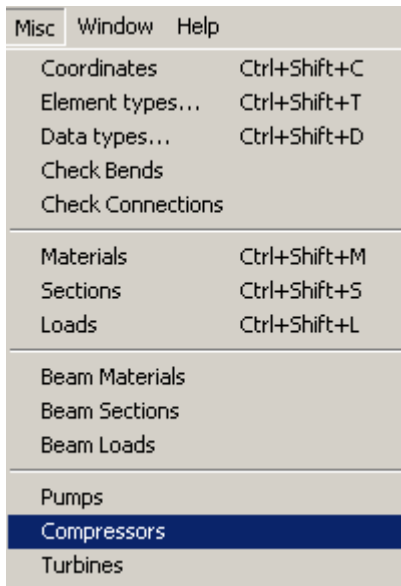 Misc Window Help
Coordinates Ctrl+Shift+C
Element types... Ctrl+Shift+T
Data types... Ctrl+Shift+D
Check Bends
Check Connections
Materials Ctrl+Shift+M
Sections Ctrl+Shift+S
Loads Ctrl+Shift+L
Beam Materials
Beam Sections
Beam Loads
Pumps
Compressors
Turbines